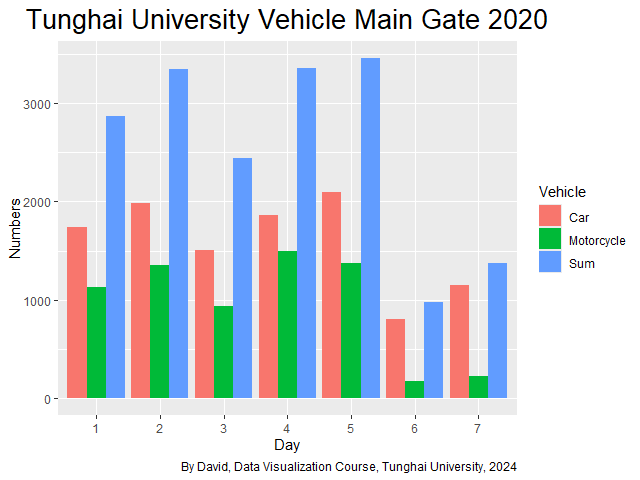 Tunghai University Vehicle Main Gate 2020
Numbers
3000
2000
1000
0
1 2 3 4 5 6 7
Day
Vehicle
Car
Motorcycle
Sum
By David, Data Visualization Course, Tunghai University, 2024